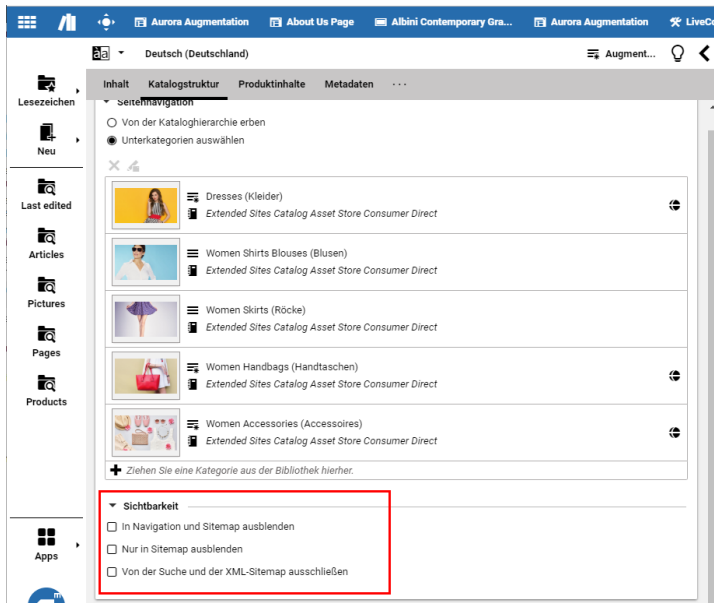 Aurora Augmentation
About Us Page
Albini Contemporary Gra...
Aurora Augmentation
LiveCo
Deutsch (Deutschland)
Augment...
Inhalt
Katalogstruktur
Produktinhalte
Metadaten
...
Lesezeichen
Neu
Last edited
Articles
Pictures
Pages
Products
Apps
Seitennavigation
Von der Kataloghierarchie erben
Unterkategorien auswählen
Dresses (Kleider)
Extended Sites Catalog Asset Store Consumer Direct
Women Shirts Blouses (Blusen)
Extended Sites Catalog Asset Store Consumer Direct
Women Skirts (Röcke)
Extended Sites Catalog Asset Store Consumer Direct
Women Handbags (Handtaschen)
Extended Sites Catalog Asset Store Consumer Direct
Women Accessories (Accessoires)
Extended Sites Catalog Asset Store Consumer Direct
Ziehen Sie eine Kategorie aus der Bibliothek hierher.
Sichtbarkeit
In Navigation und Sitemap ausblenden
Nur in Sitemap ausblenden
Von der Suche und der XML-Sitemap ausschließen